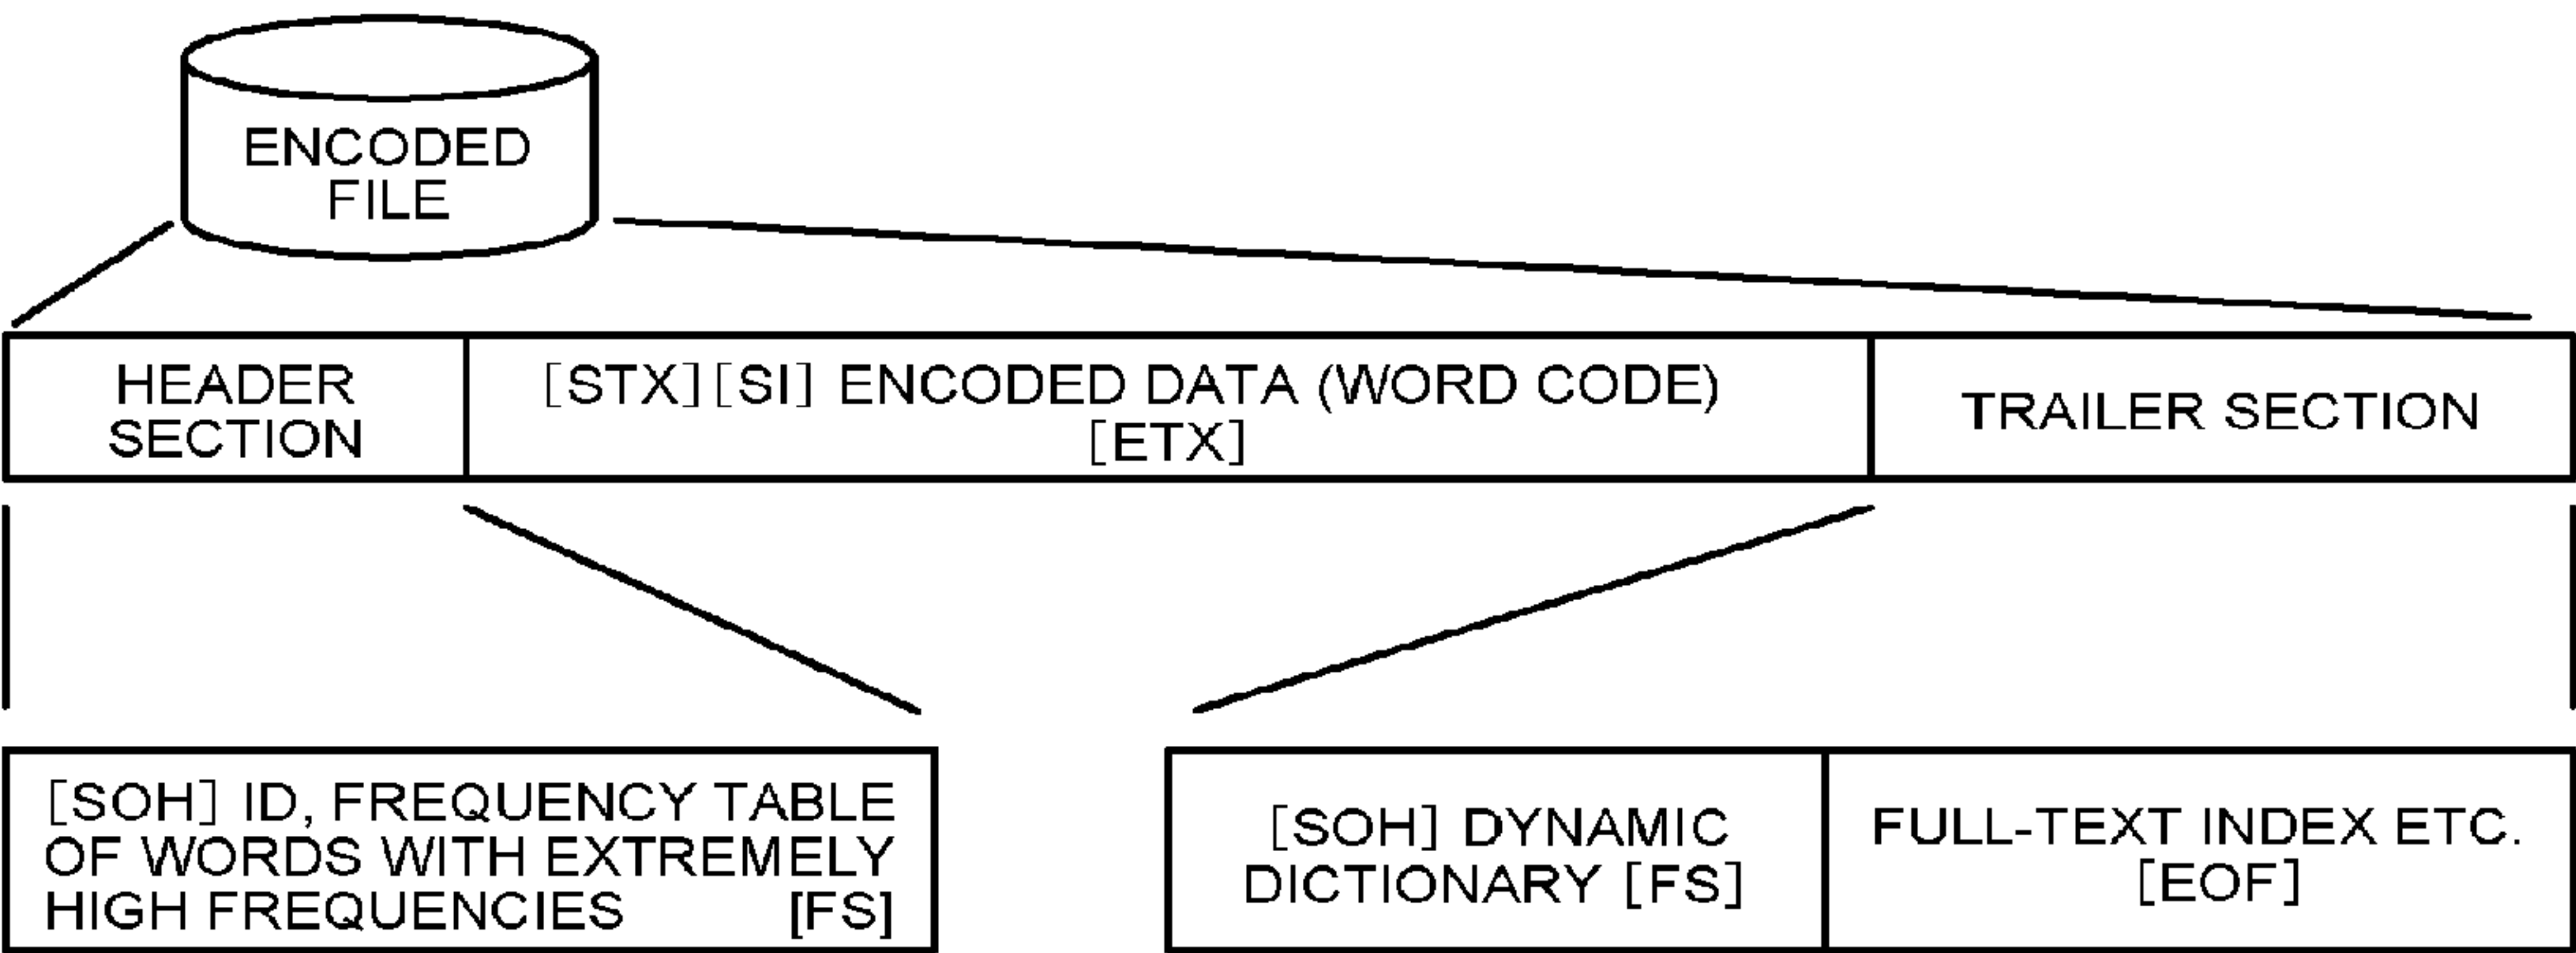 ENCODED
FILE
HEADER
SECTION
[STX][SI] ENCODED DATA (WORD CODE)
[ETX]
TRAILER SECTION
[SOH] ID, FREQUENCY TABLE
OF WORDS WITH EXTREMELY
HIGH FREQUENCIES [FS]
[SOH] DYNAMIC
DICTIONARY [FS]
FULL-TEXT INDEX ETC.
[EOF]